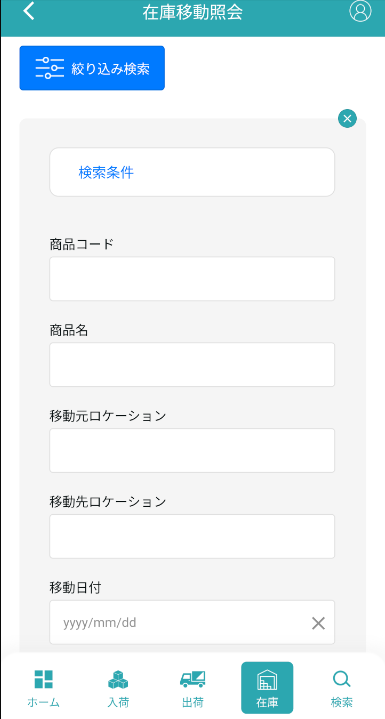 在庫移動照会
絞り込み検索
検索条件
商品コード
商品名
移動元ロケーション
移動先ロケーション
移動日付
yyyy/mm/dd
ホーム
入荷
出荷
在庫
検索